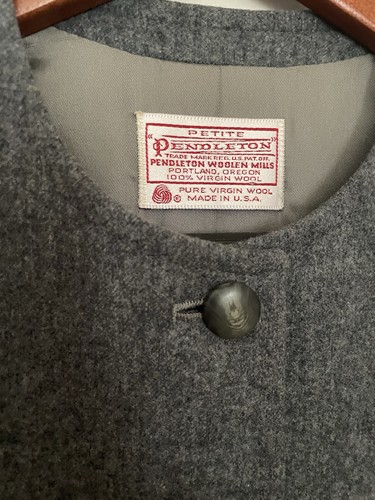 PETITE
PENDLETON
TRADE MARK REG. U.S. PAT. OFF.
PENDLETON WOOLEN MILLS
PORTLAND, OREGON
100% VIRGIN WOOL
PURE VIRGIN WOOL
® MADE IN U.S.A.